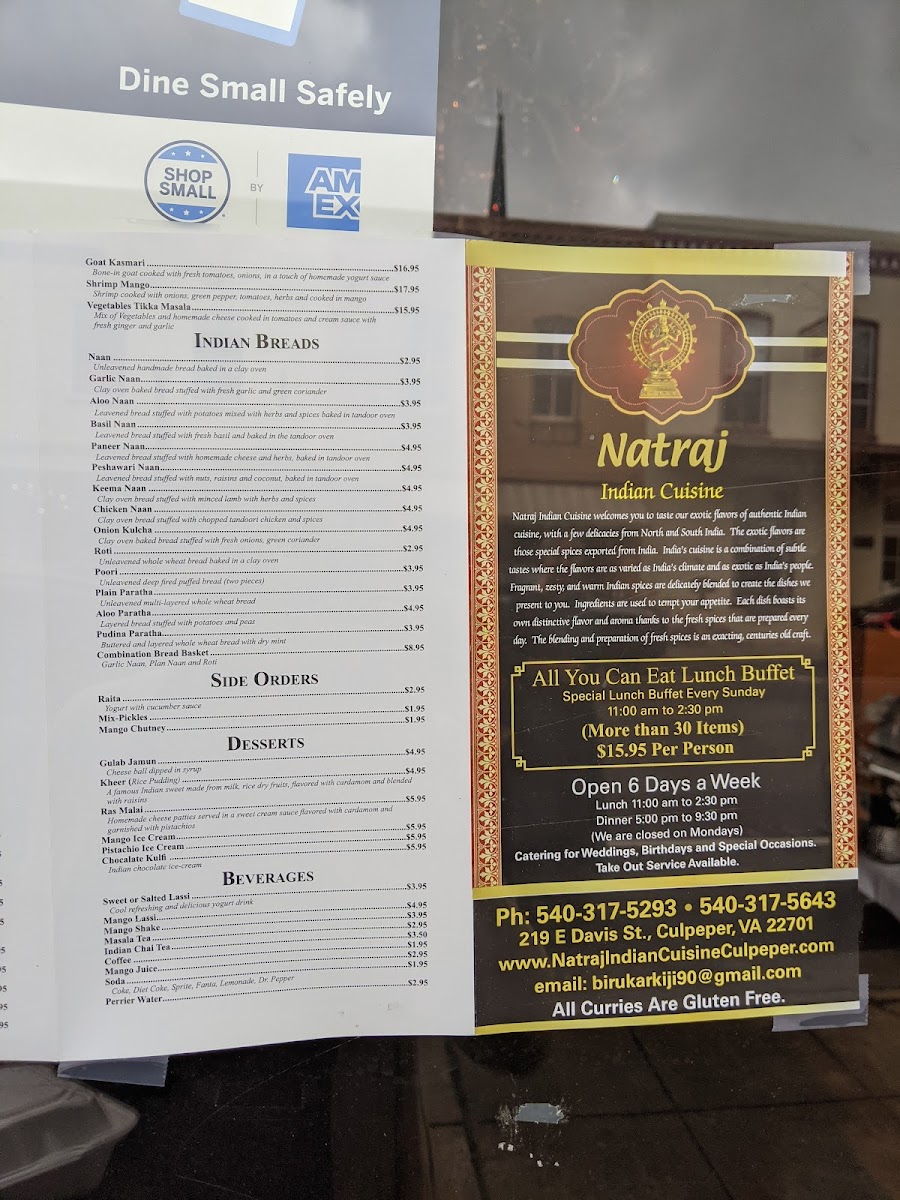 Dine Small Safely
SHOP
SMALL
BY
AM
EX
Goat Kasmari ..... $16.95
Bone-in goat cooked with fresh tomatoes, onions, in a touch of homemade yogurt sauce
Shrimp Mango..... $17.95
Shrimp cooked with onions, green pepper, tomatoes, herbs and cooked in mango
Vegetables Tikka Masala..... $15.95
Mix of Vegetables and homemade cheese cooked in tomatoes and cream sauce with
fresh ginger and garlic
INDIAN BREADS
Naan ..... $2.95
Unleavened handmade bread baked in a clay oven
Garlic Naan..... $3.95
Clay oven baked bread stuffed with fresh garlic and green coriander
Aloo Naan ..... $3.95
Leavened bread stuffed with potatoes mixed with herbs and spices baked in tandoor oven
Basil Naan ..... $3.95
Leavened bread stuffed with fresh basil and baked in the tandoor oven
Paneer Naan..... $4.95
Leavened bread stuffed with homemade cheese and herbs, baked in tandoor oven
Peshawari Naan..... $4.95
Leavened bread stuffed with nuts, raisins and coconut, baked in tandoor oven
Keema Naan ..... $4.95
Clay oven bread stuffed with minced lamb with herbs and spices
Chicken Naan ..... $4.95
Clay oven bread stuffed with chopped tandoori chicken and spices
Onion Kulcha ..... $4.95
Clay oven baked bread stuffed with fresh onions, green coriander
Roti ..... $2.95
Unleavened whole wheat bread baked in a clay oven
Poori ..... $3.95
Unleavened deep fired puffed bread (two pieces)
Plain Paratha..... $3.95
Unleavened multi-layered whole wheat bread
Aloo Paratha ..... $4.95
Layered bread stuffed with potatoes and peas
Pudina Paratha..... $3.95
Buttered and layered whole wheat bread with dry mint
Combination Bread Basket ..... $8.95
Garlic Naan, Plan Naan and Roti
SIDE ORDERS
Raita ..... $2.95
Yogurt with cucumber sauce
Mix-Pickles ..... $1.95
Mango Chutney..... $1.95
DESSERTS
Gulab Jamun ..... $4.95
Cheese ball dipped in syrup
Kheer (Rice Pudding) ..... $4.95
A famous Indian sweet made from milk, rice dry fruits, flavored with cardamom and blended
with raisins
Ras Malai ..... $5.95
Homemade cheese patties served in a sweet cream sauce flavored with cardamom and
garnished with pistachios
Mango Ice Cream..... $5.95
Pistachio Ice Cream ..... $5.95
Chocalate Kulfi ..... $5.95
Indian chocolate ice-cream
BEVERAGES
Sweet or Salted Lassi ..... $3.95
Cool refreshing and delicious yogurt drink
Mango Lassi..... $4.95
Mango Shake ..... $3.95
Masala Tea ..... $2.95
Indian Chai Tea..... $3.50
Coffee ..... $1.95
Mango Juice..... $2.95
Soda..... $1.95
Coke, Diet Coke, Sprite, Fanta, Lemonade, Dr. Pepper
Perrier Water..... $2.95
Natraj
Indian Cuisine
Natraj Indian Cuisine welcomes you to taste our exotic flavors of authentic Indian
cuisine, with a few delicacies from North and South India. The exotic flavors are
those special spices exported from India. India's cuisine is a combination of subtle
tastes where the flavors are as varied as India's climate and as exotic as India's people.
Fragrant, zesty, and warm Indian spices are delicately blended to create the dishes we
present to you. Ingredients are used to tempt your appetite. Each dish boasts its
own distinctive flavor and aroma thanks to the fresh spices that are prepared every
day. The blending and preparation of fresh spices is an exacting, centuries old craft.
All You Can Eat Lunch Buffet
Special Lunch Buffet Every Sunday
11:00 am to 2:30 pm
(More than 30 Items)
$15.95 Per Person
Open 6 Days a Week
Lunch 11:00 am to 2:30 pm
Dinner 5:00 pm to 9:30 pm
(We are closed on Mondays)
Catering for Weddings, Birthdays and Special Occasions.
Take Out Service Available.
Ph: 540-317-5293 • 540-317-5643
219 E Davis St., Culpeper, VA 22701
www.NatrajIndianCuisineCulpeper.com
email: birukarkiji90@gmail.com
All Curries Are Gluten Free.